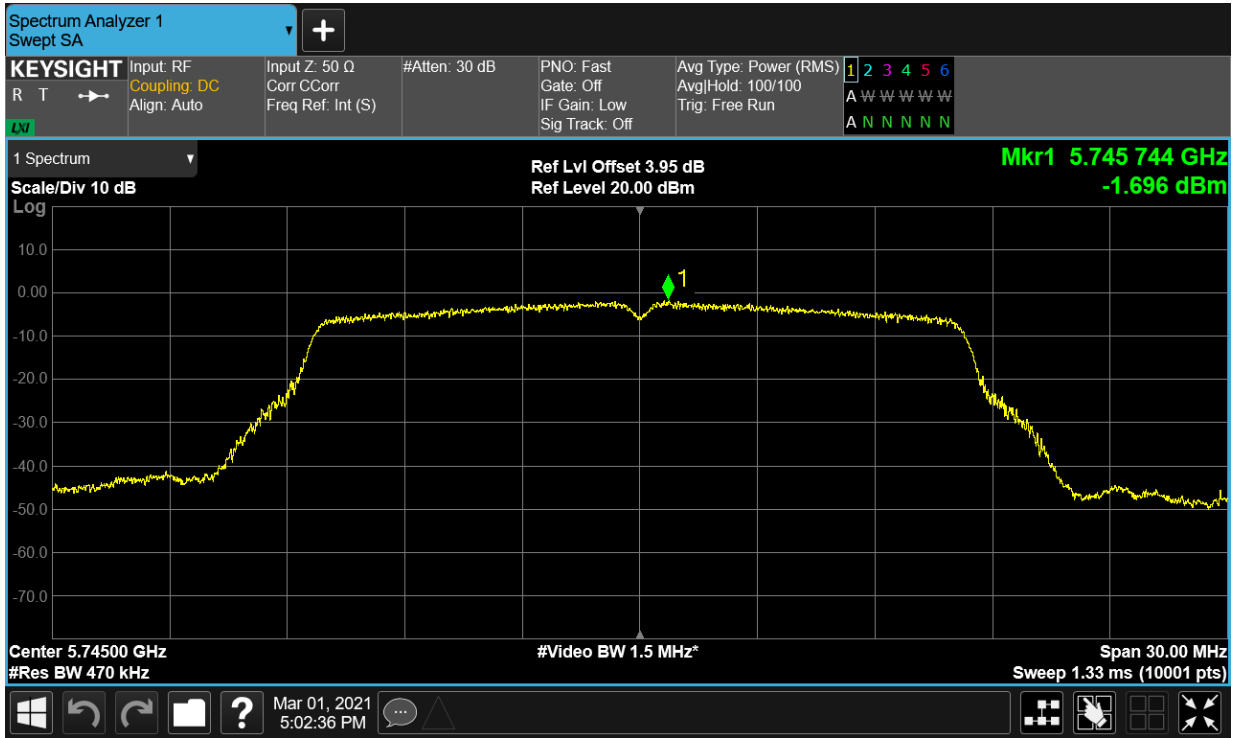 Spectrum Analyzer 1
Swept SA
KEYSIGHT
R T
LXI
Input: RF
Coupling: DC
Align: Auto
Input Z: 50 Ω
Corr CCorr
Freq Ref: Int (S)
#Atten: 30 dB
PNO: Fast
Gate: Off
IF Gain: Low
Sig Track: Off
Avg Type: Power (RMS)
Avg|Hold: 100/100
Trig: Free Run
1 2 3 4 5 6
A W W W W W
A N N N N N
1 Spectrum
Scale/Div 10 dB
Log
Ref Lvl Offset 3.95 dB
Ref Level 20.00 dBm
Mkr1 5.745 744 GHz
-1.696 dBm
10.0
0.00
-10.0
-20.0
-30.0
-40.0
-50.0
-60.0
-70.0
1
Center 5.74500 GHz
#Res BW 470 kHz
#Video BW 1.5 MHz*
Span 30.00 MHz
Sweep 1.33 ms (10001 pts)
?
Mar 01, 2021
5:02:36 PM